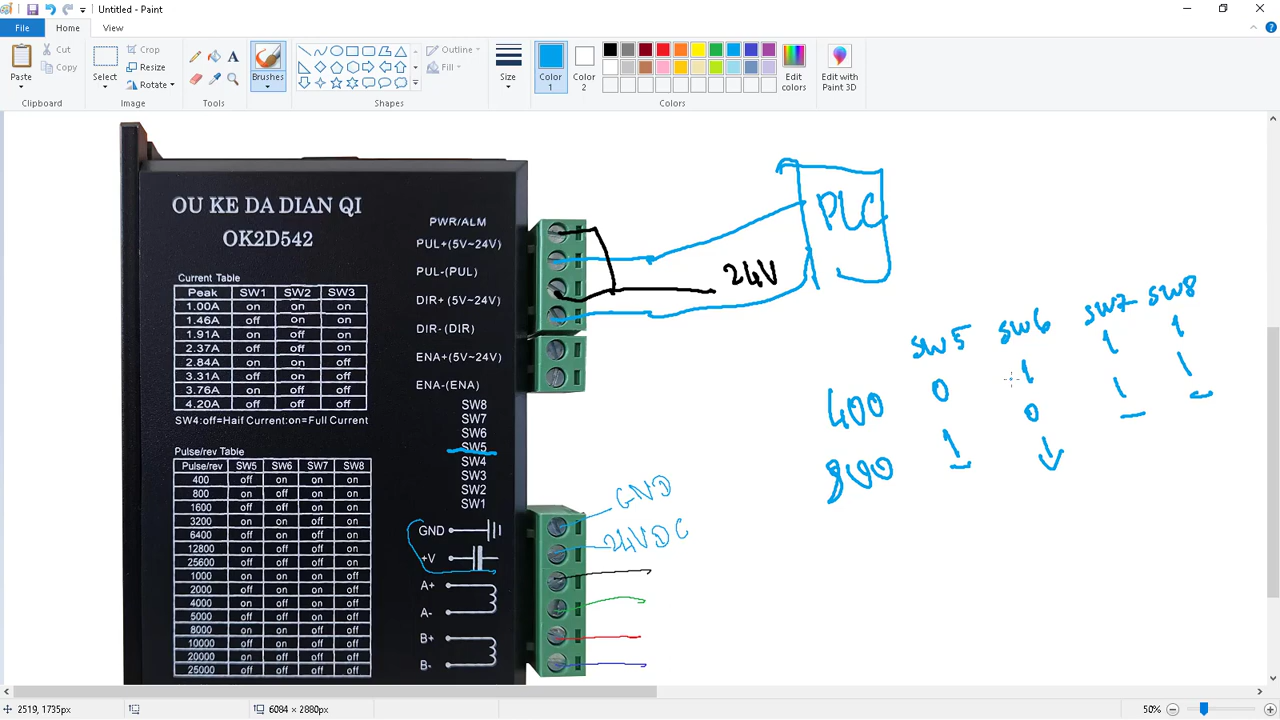 Untitled - Paint
File Home View
Paste
Cut
Copy
Clipboard
Select
Crop
Resize
Rotate
Image
Tools
Brushes
Outline
Fill
Shapes
Size
Color 1
Color 2
Edit colors
Edit with Paint 3D
Colors
OU KE DA DIAN QI
OK2D542
Current Table
Peak SW1 SW2 SW3
1.00A on on on
1.46A off on on
1.91A on off on
2.37A off off on
2.84A on on off
3.31A off on off
3.76A on off off
4.20A off off off
SW4:off=Haif Current:on=Full Current
Pulse/rev Table
Pulse/rev SW5 SW6 SW7 SW8
400 off on on on
800 on off on on
1600 off off on on
3200 on on off on
6400 off on off on
12800 on off off on
25600 off off off on
1000 on on on off
2000 off on on off
4000 on off on off
5000 off off on off
8000 on on off off
10000 off on off off
20000 on off off off
25000 off off off off
PWR/ALM
PUL+(5V~24V)
PUL-(PUL)
DIR+(5V~24V)
DIR-(DIR)
ENA+(5V~24V)
ENA-(ENA)
SW8
SW7
SW6
SW5
SW4
SW3
SW2
SW1
GND
+V
A+
A-
B+
B-
PLC
24V
GND
24VDC
SW5 SW6 SW7 SW8
400 0 1 1 1
800 1 0 1 1
2519, 1735px
6084 × 2880px
50%